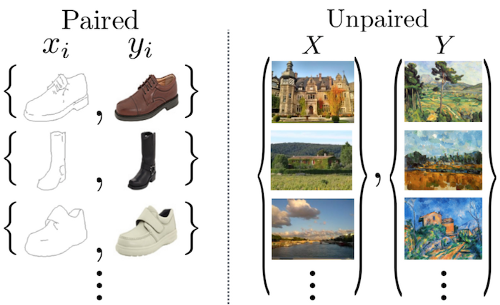 Paired
x_i y_i
Unpaired
X Y
{ , }
{ , }
{ , }
⋮
{ ⋮ } , { ⋮ }